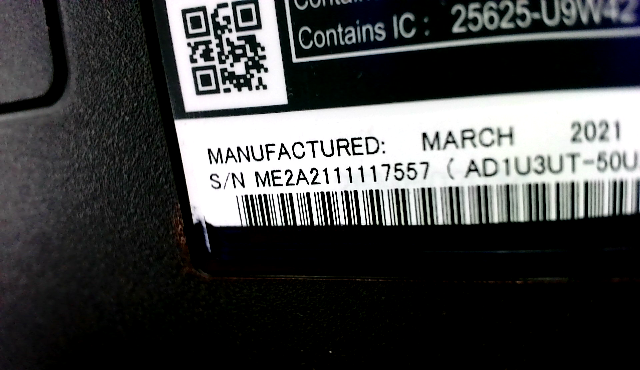 Contains IC : 25625-U9W42
MANUFACTURED: MARCH 2021
S/N ME2A2111117557 ( AD1U3UT-50U